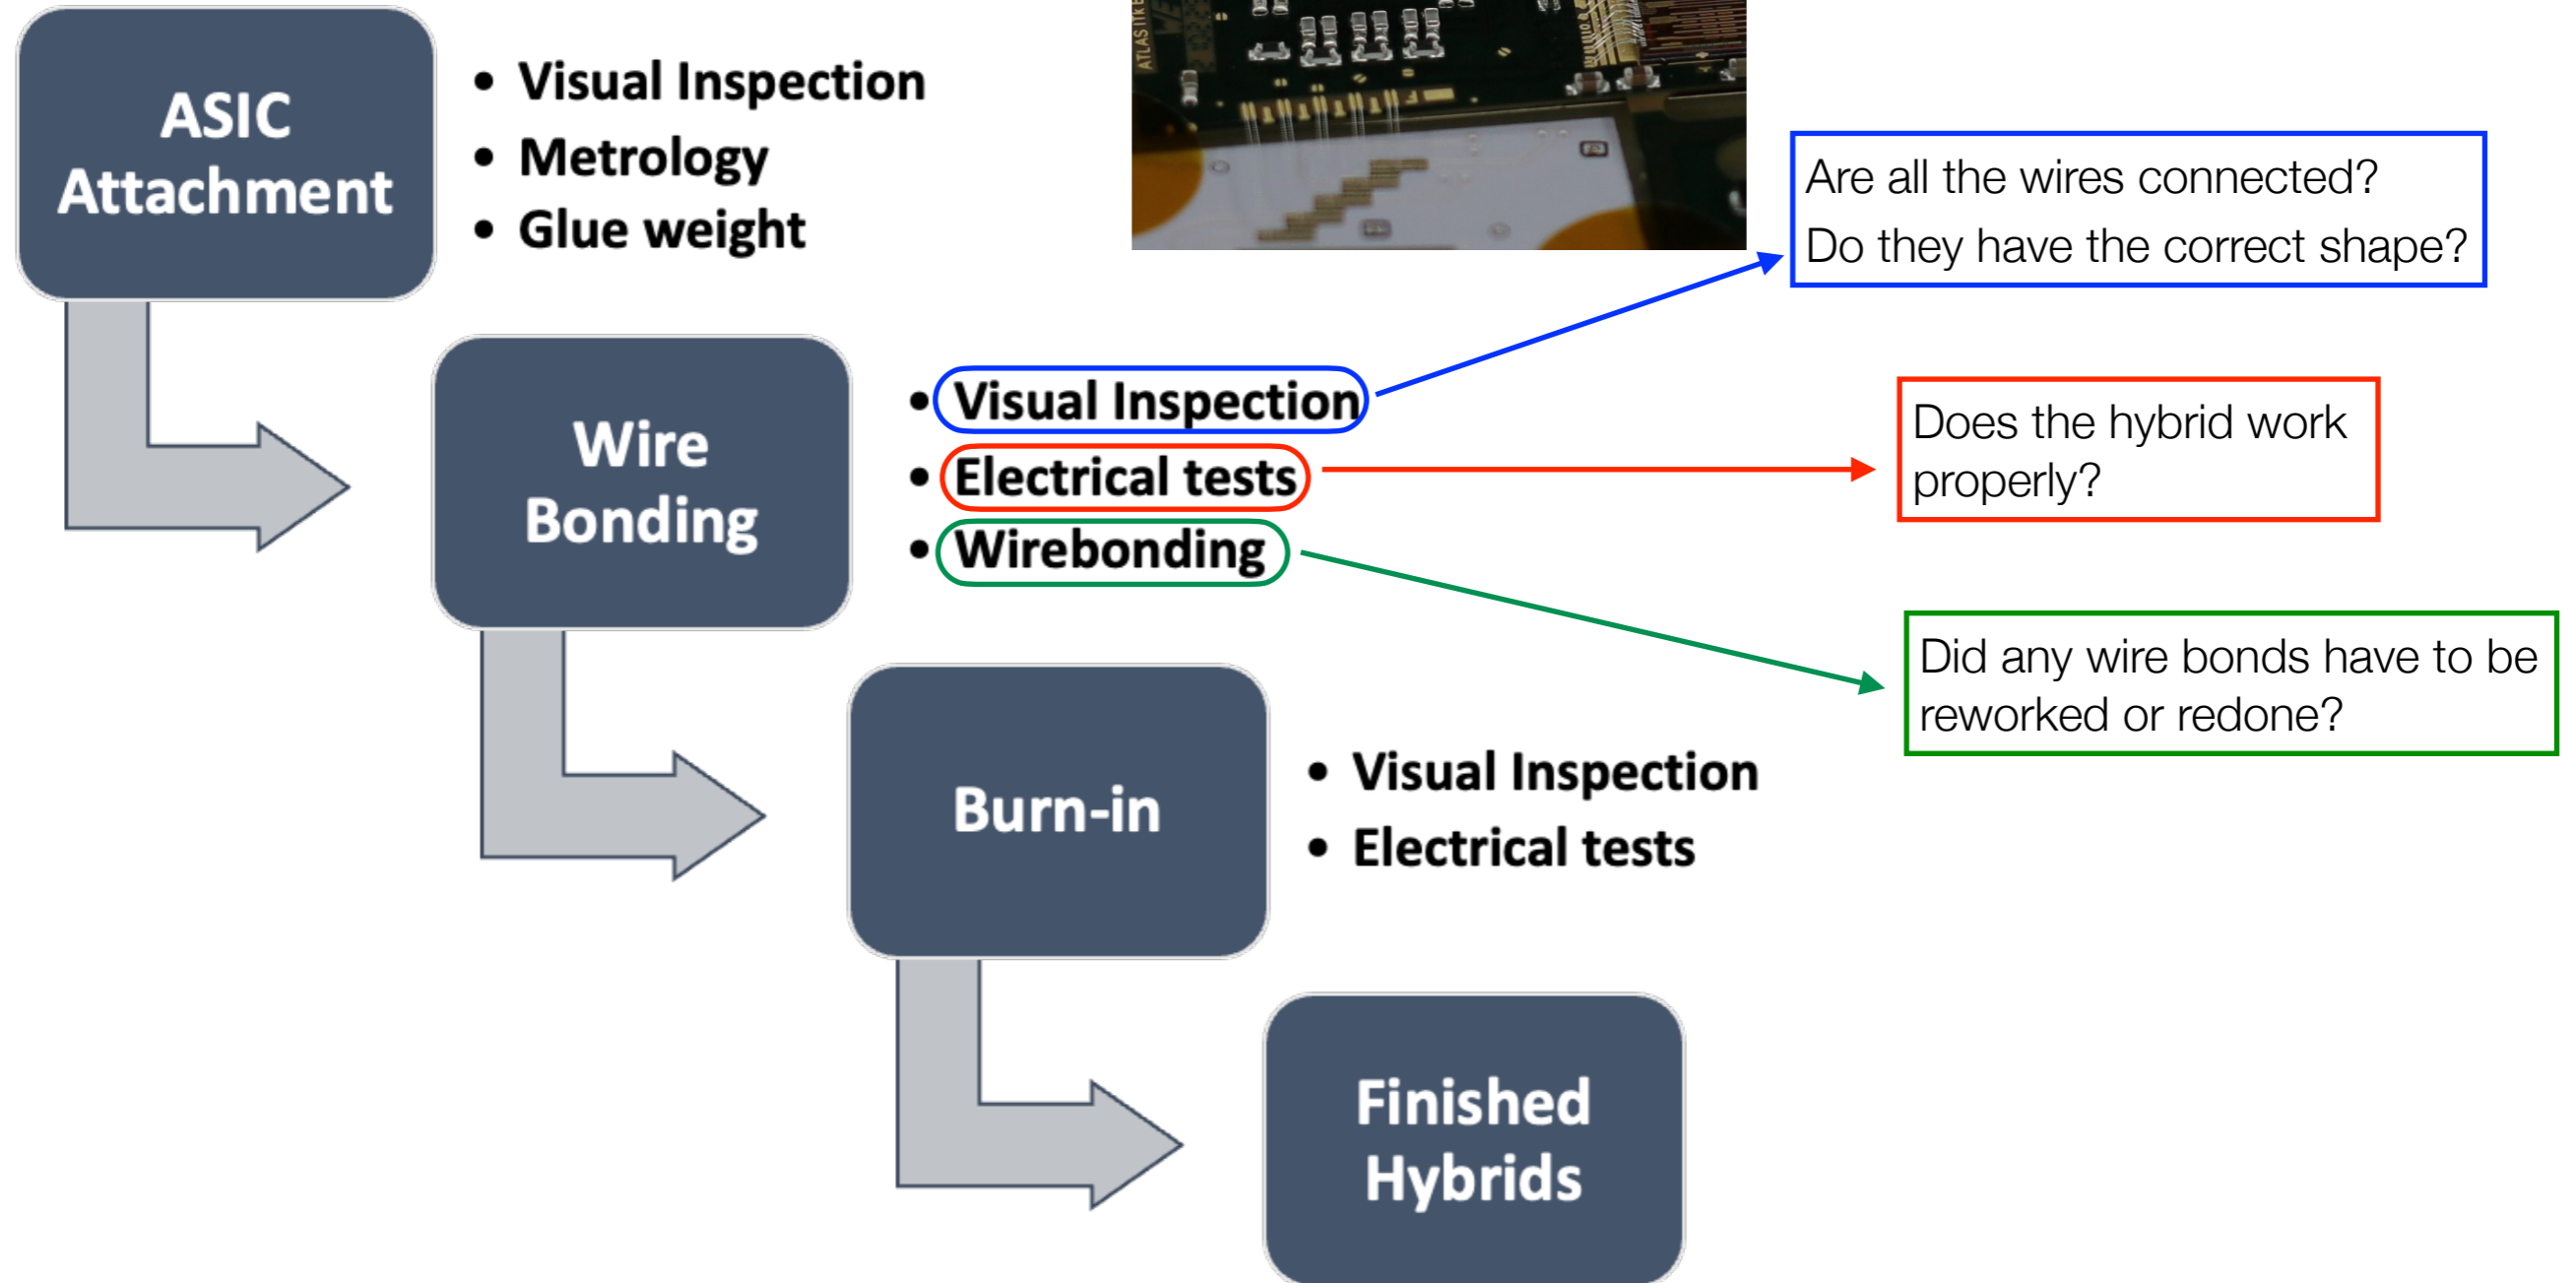 ASIC
Attachment
• Visual Inspection
• Metrology
• Glue weight
ATLAS ITk
Are all the wires connected?
Do they have the correct shape?
Wire
Bonding
• Visual Inspection
• Electrical tests
• Wirebonding
Does the hybrid work
properly?
Did any wire bonds have to be
reworked or redone?
Burn-in
• Visual Inspection
• Electrical tests
Finished
Hybrids